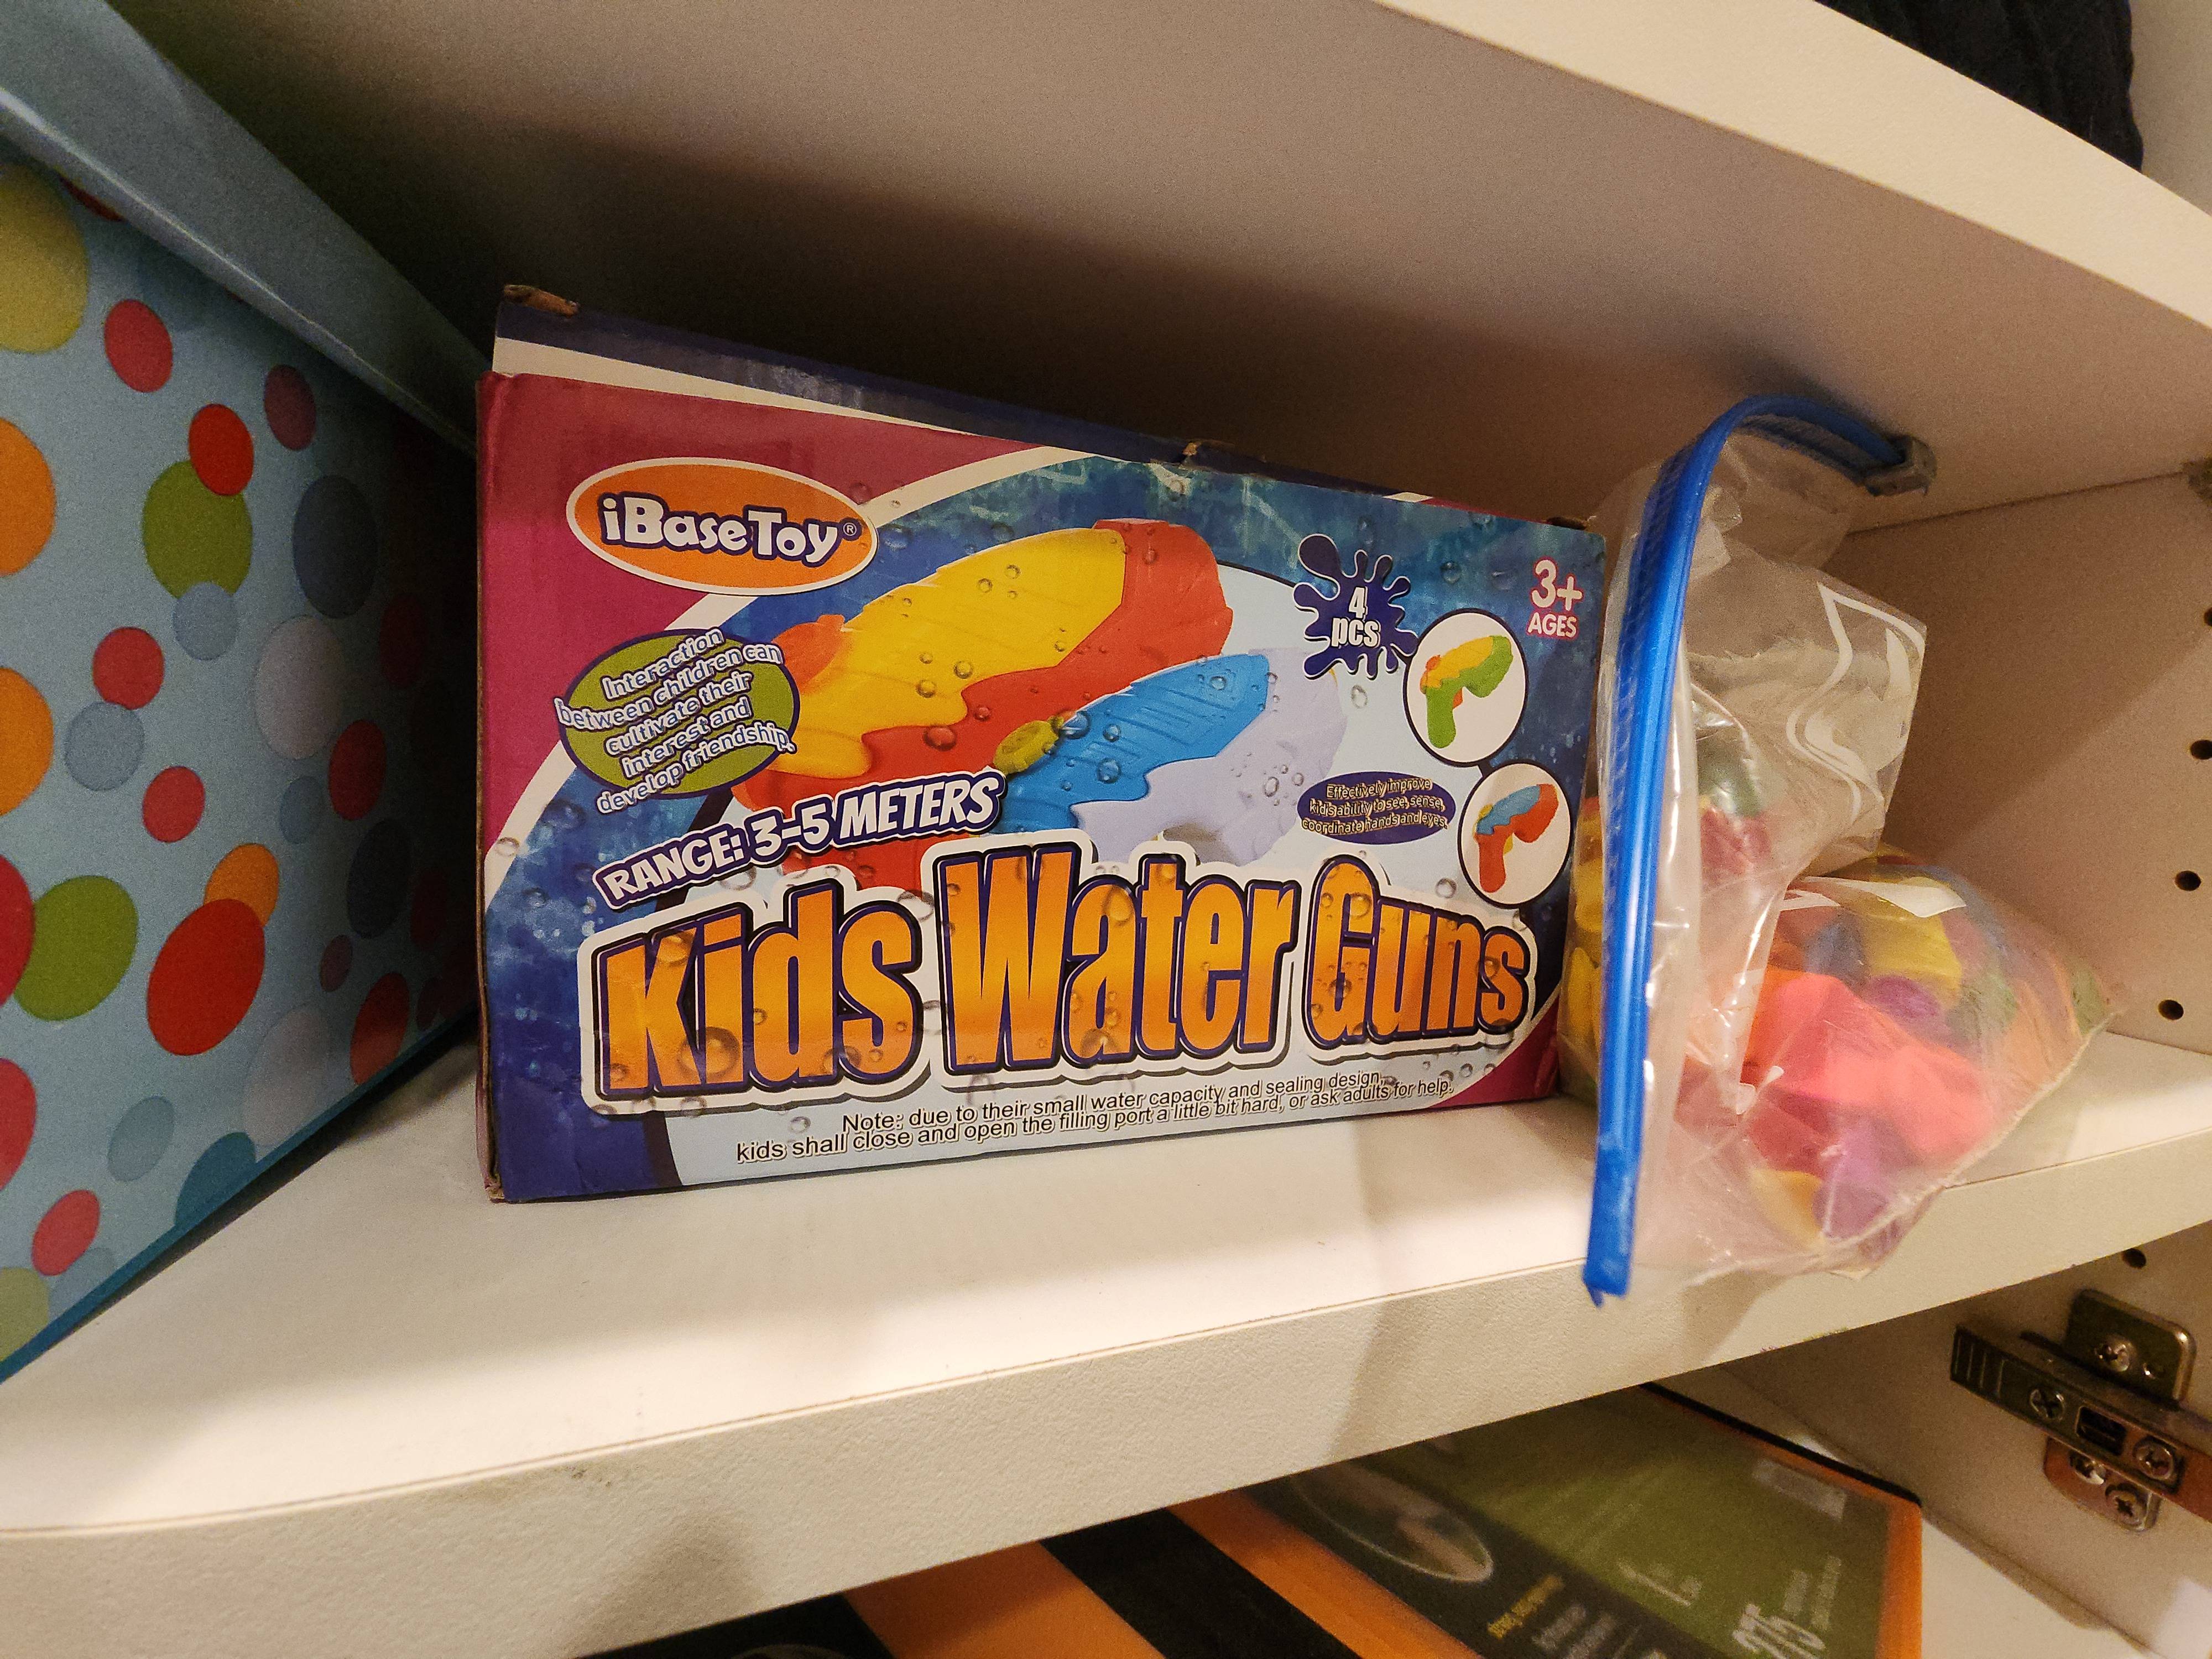 iBaseToy®
4
pcs
3+
AGES
Interaction
between children can
cultivate their
interest and
develop friendship.
RANGE: 3-5 METERS
Effectively improve
kids ability to see, sense,
coordinate hands and eyes.
Kids Water Guns
Note: due to their small water capacity and sealing design,
kids shall close and open the filling port a little bit hard, or ask adults for help.
275